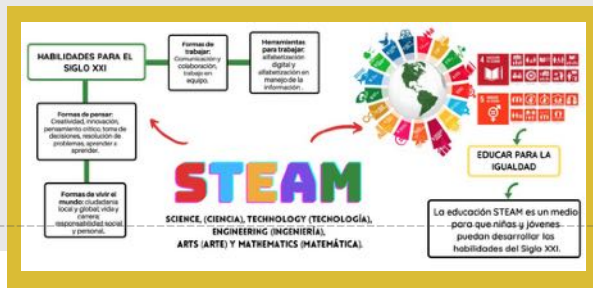 HABILIDADES PARA EL
SIGLO XXI
Formas de
trabajar:
Comunicación y
colaboración,
trabajo en
equipo.
Herramientas
para trabajar:
alfabetización
digital y
alfabetización en
manejo de la
información.
Formas de pensar:
Creatividad, innovación,
pensamiento crítico, toma de
decisiones, resolución de
problemas, aprender a
aprender.
Formas de vivir el
mundo: ciudadanía
local y global; vida y
carrera;
responsabilidad social
y personal.
STEAM
SCIENCE, (CIENCIA), TECHNOLOGY (TECNOLOGÍA),
ENGINEERING (INGENIERÍA),
ARTS (ARTE) Y MATHEMATICS (MATEMÁTICA).
4
5
EDUCAR PARA LA
IGUALDAD
La educación STEAM es un medio
para que niñas y jóvenes
puedan desarrollar las
habilidades del Siglo XXI.